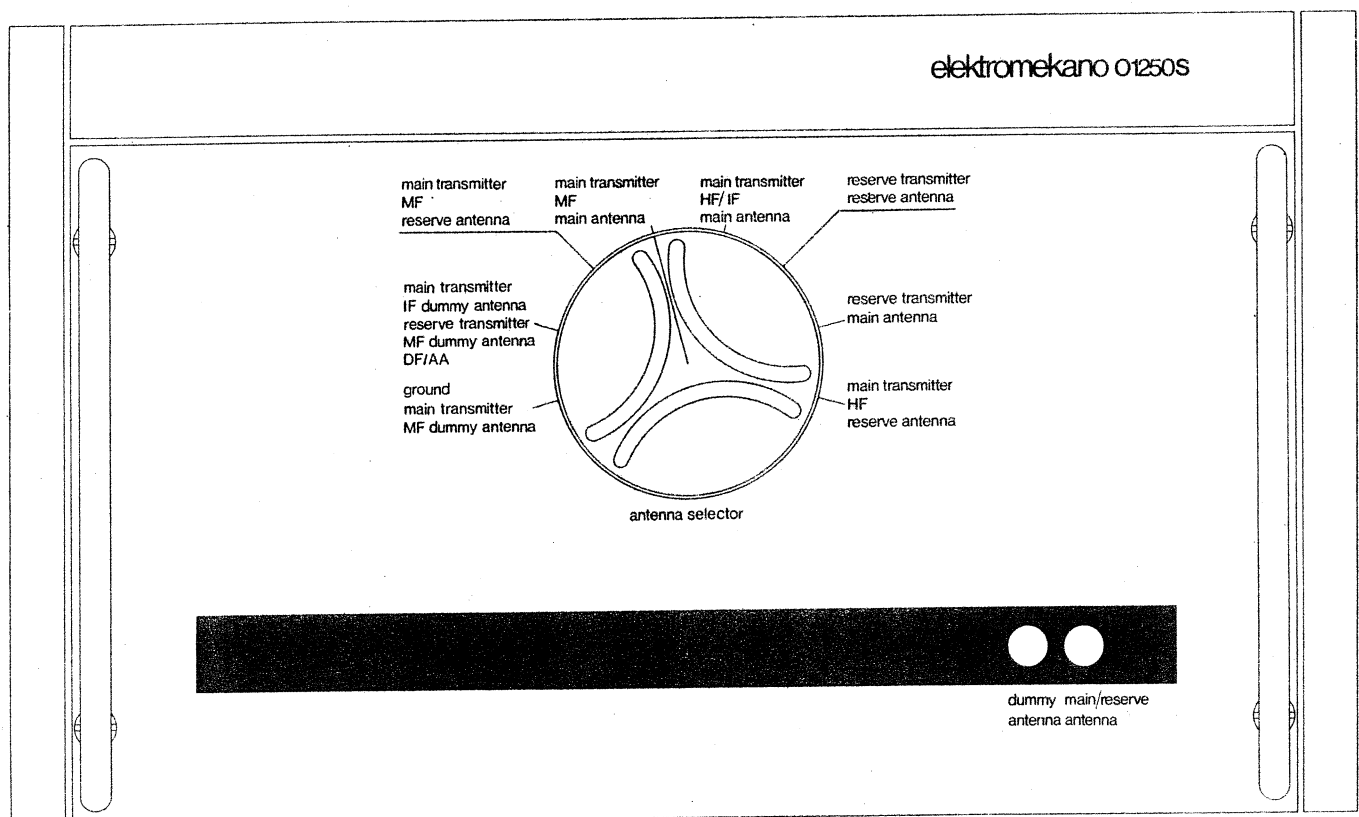 elektromekano O1250S
main transmitter
MF
reserve antenna
main transmitter
MF
main antenna
main transmitter
HF/IF
main antenna
reserve transmitter
reserve antenna
main transmitter
IF dummy antenna
reserve transmitter
MF dummy antenna
DF/AA
ground
main transmitter
MF dummy antenna
reserve transmitter
main antenna
main transmitter
HF
reserve antenna
antenna selector
dummy main/reserve
antenna antenna